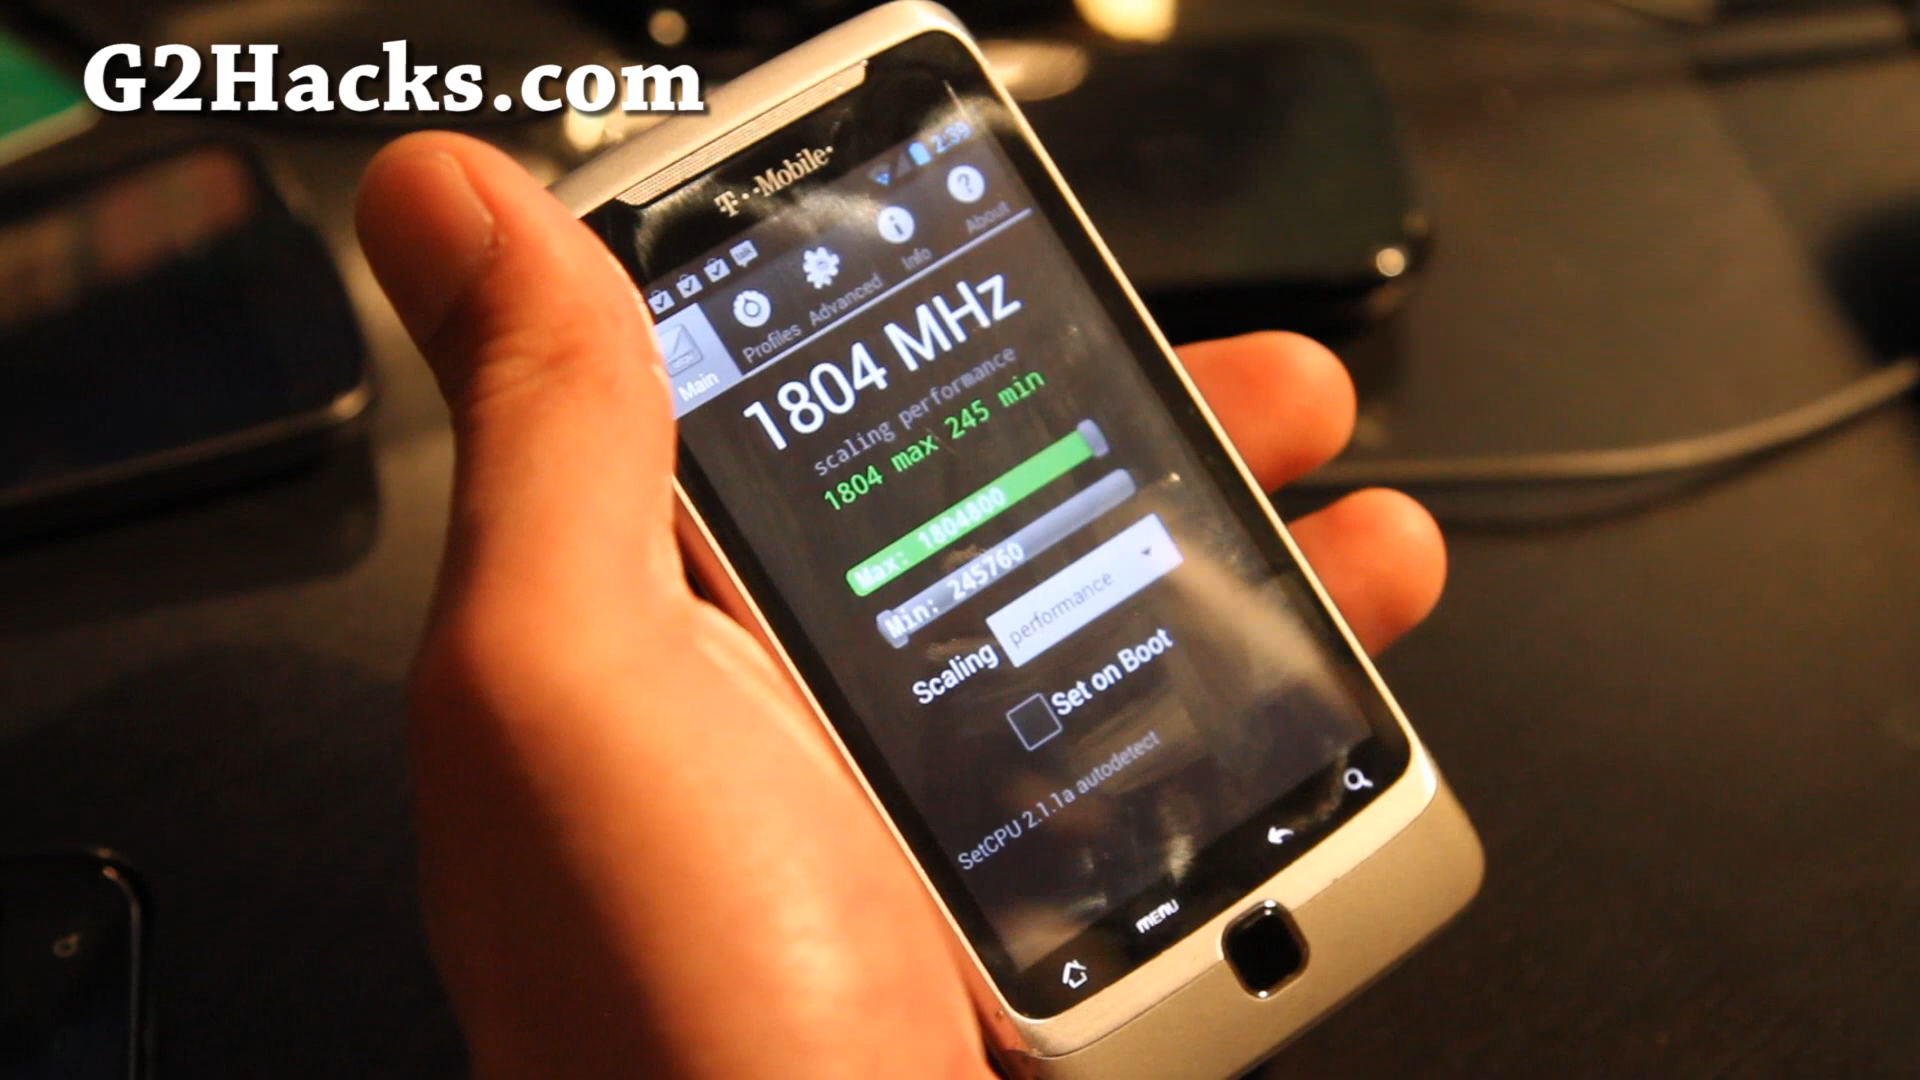 G2Hacks.com
T··Mobile·
2:39
Main
Profiles
Advanced
Info
About
1804 MHz
scaling performance
1804 max 245 min
Max: 1804800
Min: 245760
Scaling
performance
Set on Boot
SetCPU 2.1.1a autodetect
MENU